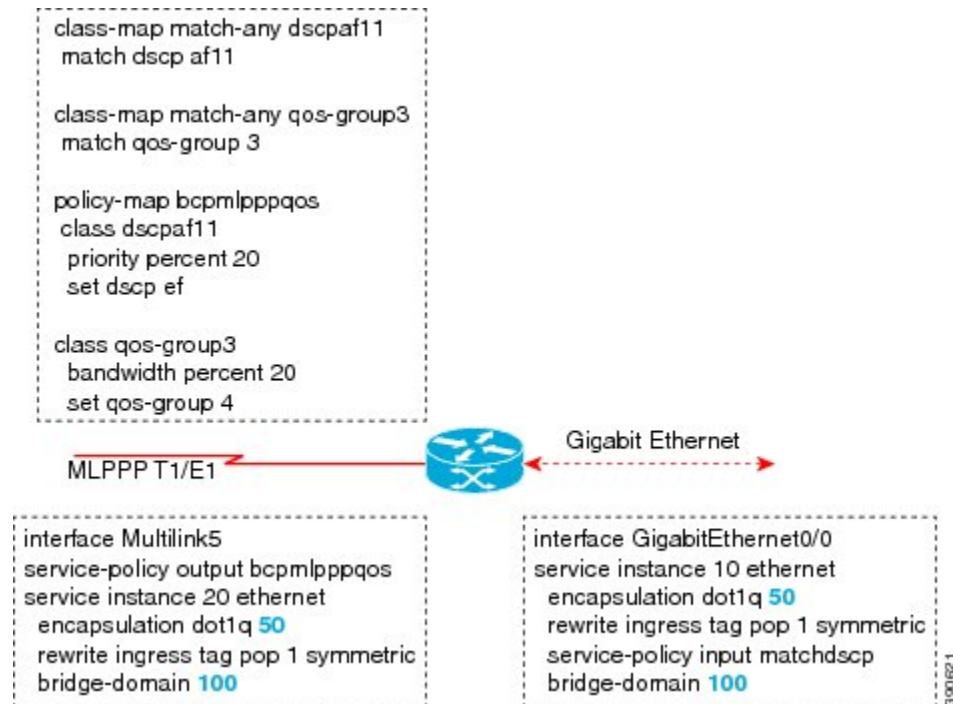 class-map match-any dscpaf11
match dscp af11
class-map match-any qos-group3
match qos-group 3
policy-map bcpmlpppqos
class dscpaf11
priority percent 20
set dscp ef
class qos-group3
bandwidth percent 20
set qos-group 4
MLPPP T1/E1
Gigabit Ethernet
interface Multilink5
service-policy output bcpmlpppqos
service instance 20 ethernet
encapsulation dot1q 50
rewrite ingress tag pop 1 symmetric
bridge-domain 100
interface GigabitEthernet0/0
service instance 10 ethernet
encapsulation dot1q 50
rewrite ingress tag pop 1 symmetric
service-policy input matchdscp
bridge-domain 100
390621